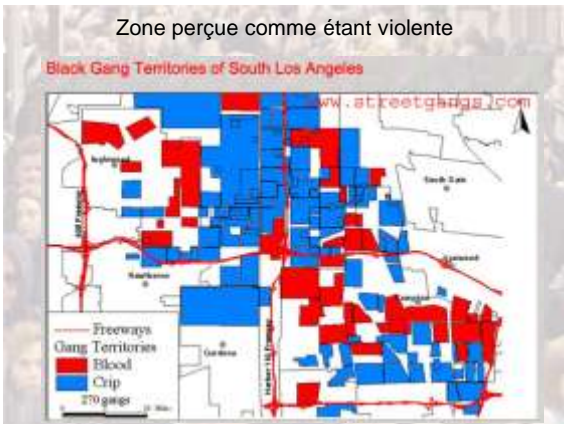 Zone perçue comme étant violente
Black Gang Territories of South Los Angeles
www.streetgangs.com
Inglewood
South Gate
Lynwood
Hawthorne
Compton
Gardena
Freeways
Gang Territories
Blood
Crip
270 gangs